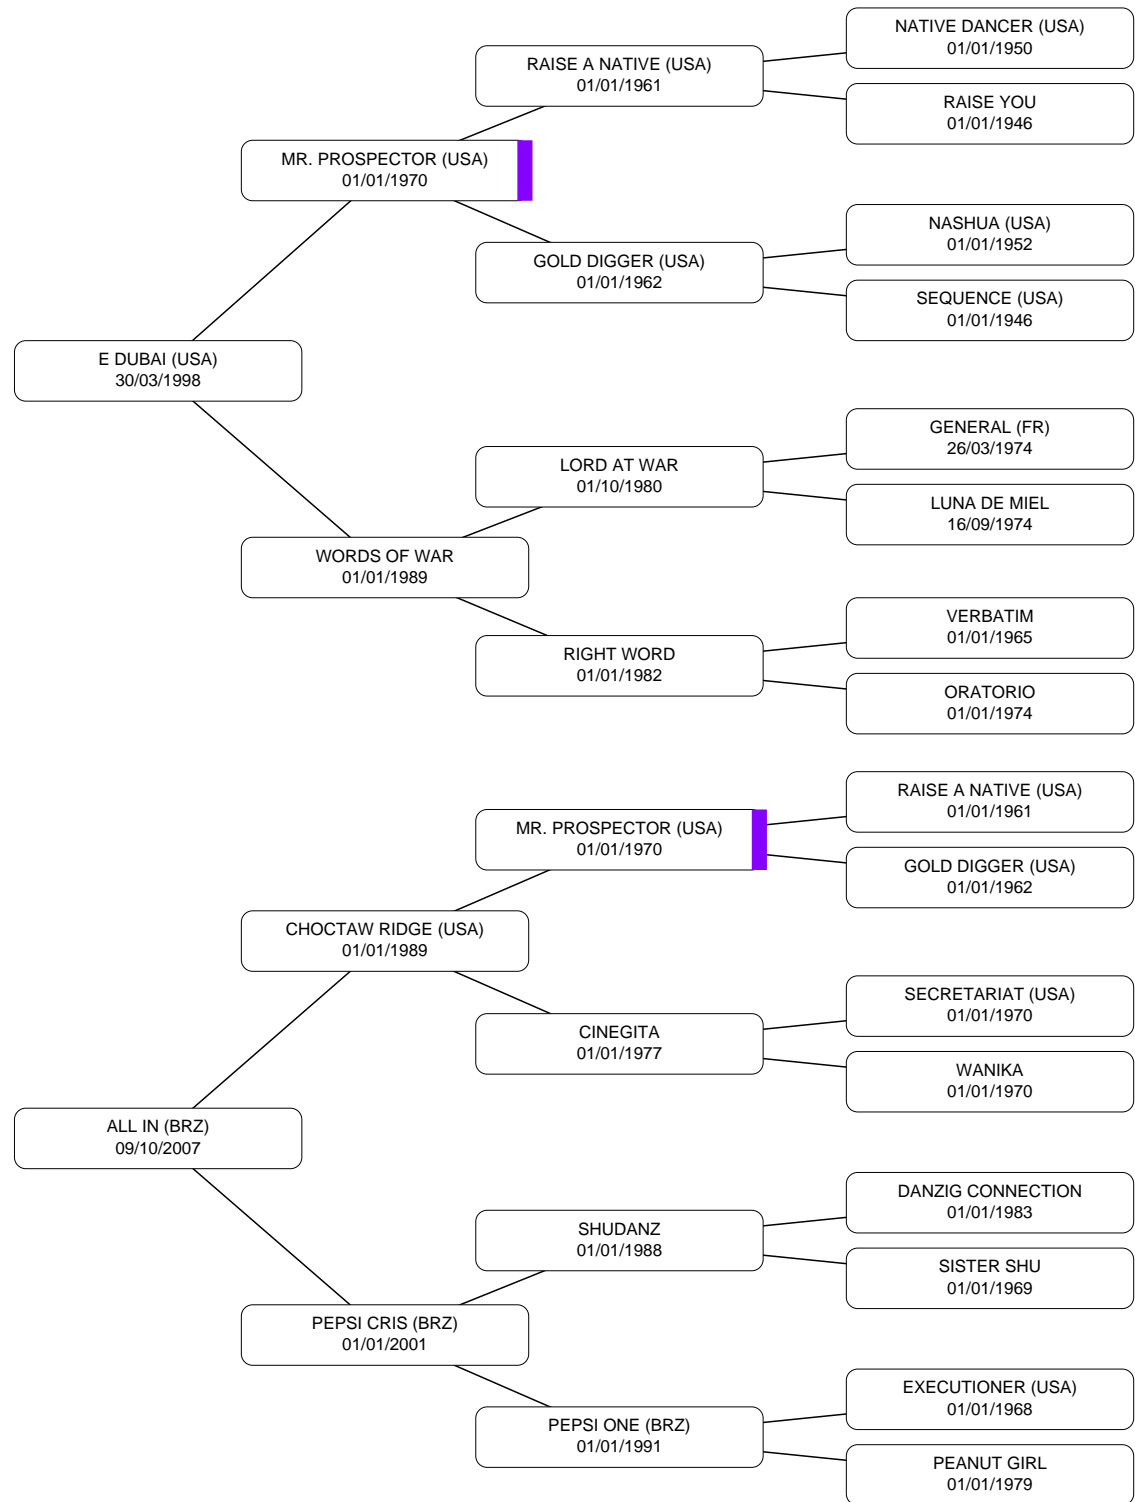 NATIVE DANCER (USA)
01/01/1950
RAISE A NATIVE (USA)
01/01/1961
RAISE YOU
01/01/1946
MR. PROSPECTOR (USA)
01/01/1970
NASHUA (USA)
01/01/1952
GOLD DIGGER (USA)
01/01/1962
SEQUENCE (USA)
01/01/1946
E DUBAI (USA)
30/03/1998
GENERAL (FR)
26/03/1974
LORD AT WAR
01/10/1980
LUNA DE MIEL
16/09/1974
WORDS OF WAR
01/01/1989
VERBATIM
01/01/1965
RIGHT WORD
01/01/1982
ORATORIO
01/01/1974
RAISE A NATIVE (USA)
01/01/1961
MR. PROSPECTOR (USA)
01/01/1970
GOLD DIGGER (USA)
01/01/1962
CHOCTAW RIDGE (USA)
01/01/1989
SECRETARIAT (USA)
01/01/1970
CINEGITA
01/01/1977
WANIKA
01/01/1970
ALL IN (BRZ)
09/10/2007
DANZIG CONNECTION
01/01/1983
SHUDANZ
01/01/1988
SISTER SHU
01/01/1969
PEPSI CRIS (BRZ)
01/01/2001
EXECUTIONER (USA)
01/01/1968
PEPSI ONE (BRZ)
01/01/1991
PEANUT GIRL
01/01/1979